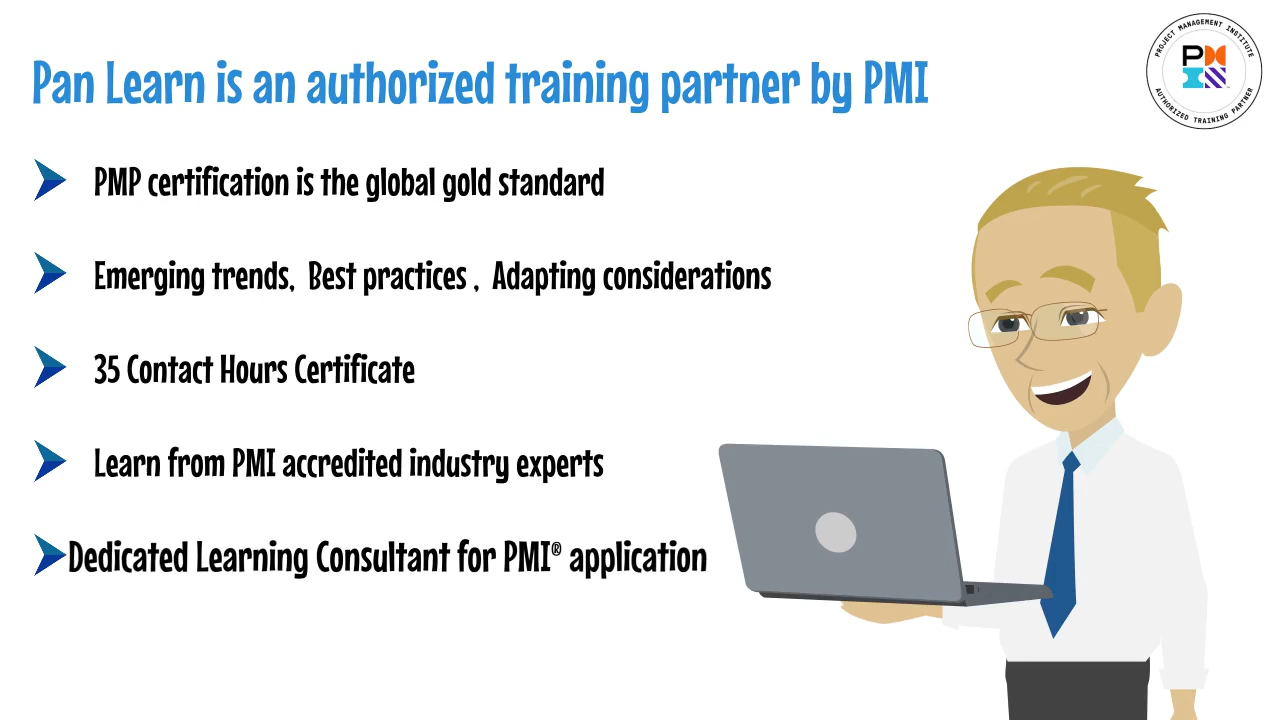 Pan Learn is an authorized training partner by PMI
PROJECT MANAGEMENT INSTITUTE
PMI
AUTHORIZED TRAINING PARTNER
PMP certification is the global gold standard
Emerging trends, Best practices , Adapting considerations
35 Contact Hours Certificate
Learn from PMI accredited industry experts
Dedicated Learning Consultant for PMI® application